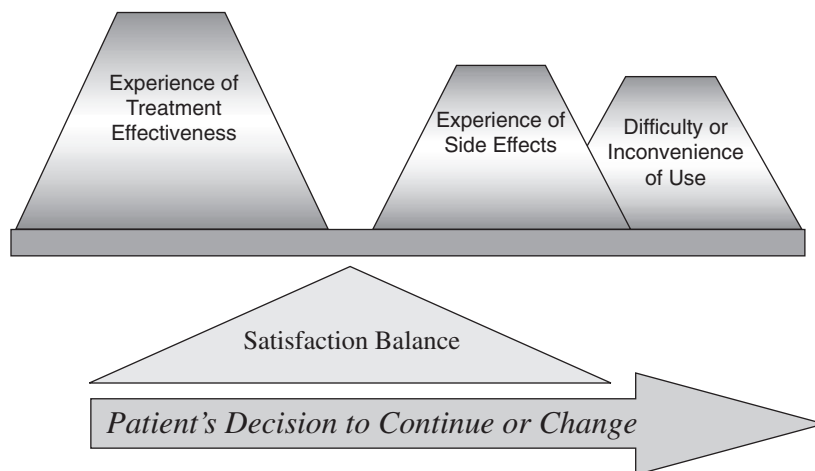 Experience of
Treatment
Effectiveness
Experience of
Side Effects
Difficulty or
Inconvenience
of Use
Satisfaction Balance
Patient's Decision to Continue or Change